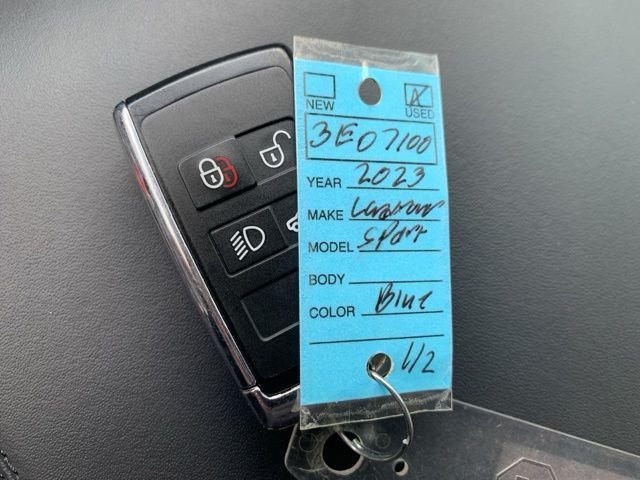 NEW
USED
3E07100
YEAR 2023
MAKE
MODEL Sport
BODY
COLOR Blue
1/2